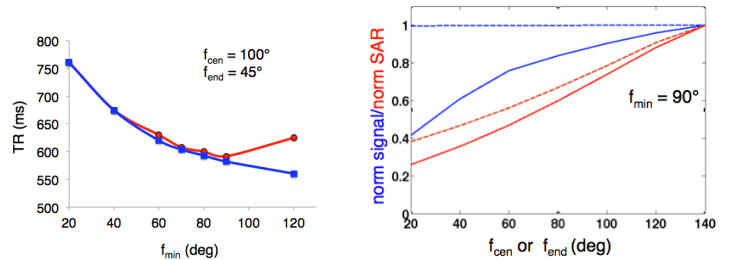 800
750
700
650
600
550
500
TR (ms)
f_cen = 100°
f_end = 45°
20 40 60 80 100 120
f_min (deg)
1
0.8
0.6
0.4
0.2
0
norm signal/norm SAR
f_min = 90°
20 40 60 80 100 120 140
f_cen or f_end (deg)